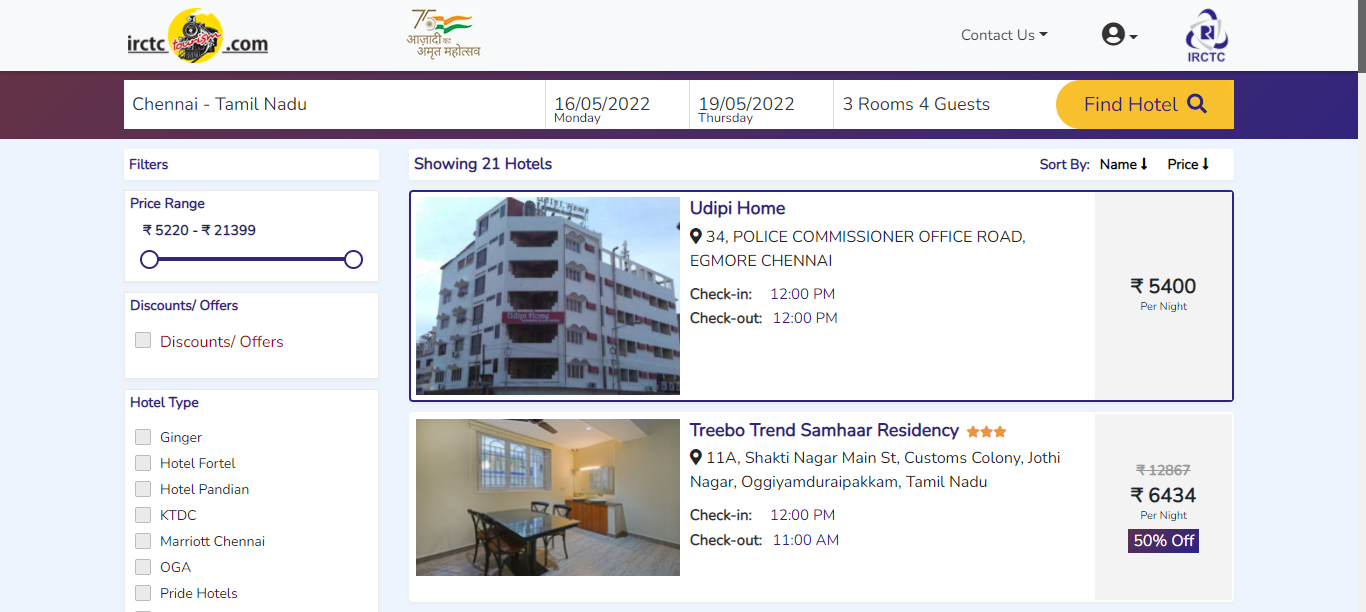 irctc tourism .com
75
आज़ादी का
अमृत महोत्सव
Contact Us
IRCTC
Chennai - Tamil Nadu
16/05/2022
Monday
19/05/2022
Thursday
3 Rooms 4 Guests
Find Hotel
Filters
Price Range
₹ 5220 - ₹ 21399
Discounts/ Offers
Discounts/ Offers
Hotel Type
Ginger
Hotel Fortel
Hotel Pandian
KTDC
Marriott Chennai
OGA
Pride Hotels
Showing 21 Hotels
Sort By: Name Price
Udipi Home
Udipi Home
Udipi Home
34, POLICE COMMISSIONER OFFICE ROAD,
EGMORE CHENNAI
Check-in: 12:00 PM
Check-out: 12:00 PM
₹ 5400
Per Night
Treebo Trend Samhaar Residency
11A, Shakti Nagar Main St, Customs Colony, Jothi
Nagar, Oggiyamduraipakkam, Tamil Nadu
Check-in: 12:00 PM
Check-out: 11:00 AM
₹ 12867
₹ 6434
Per Night
50% Off